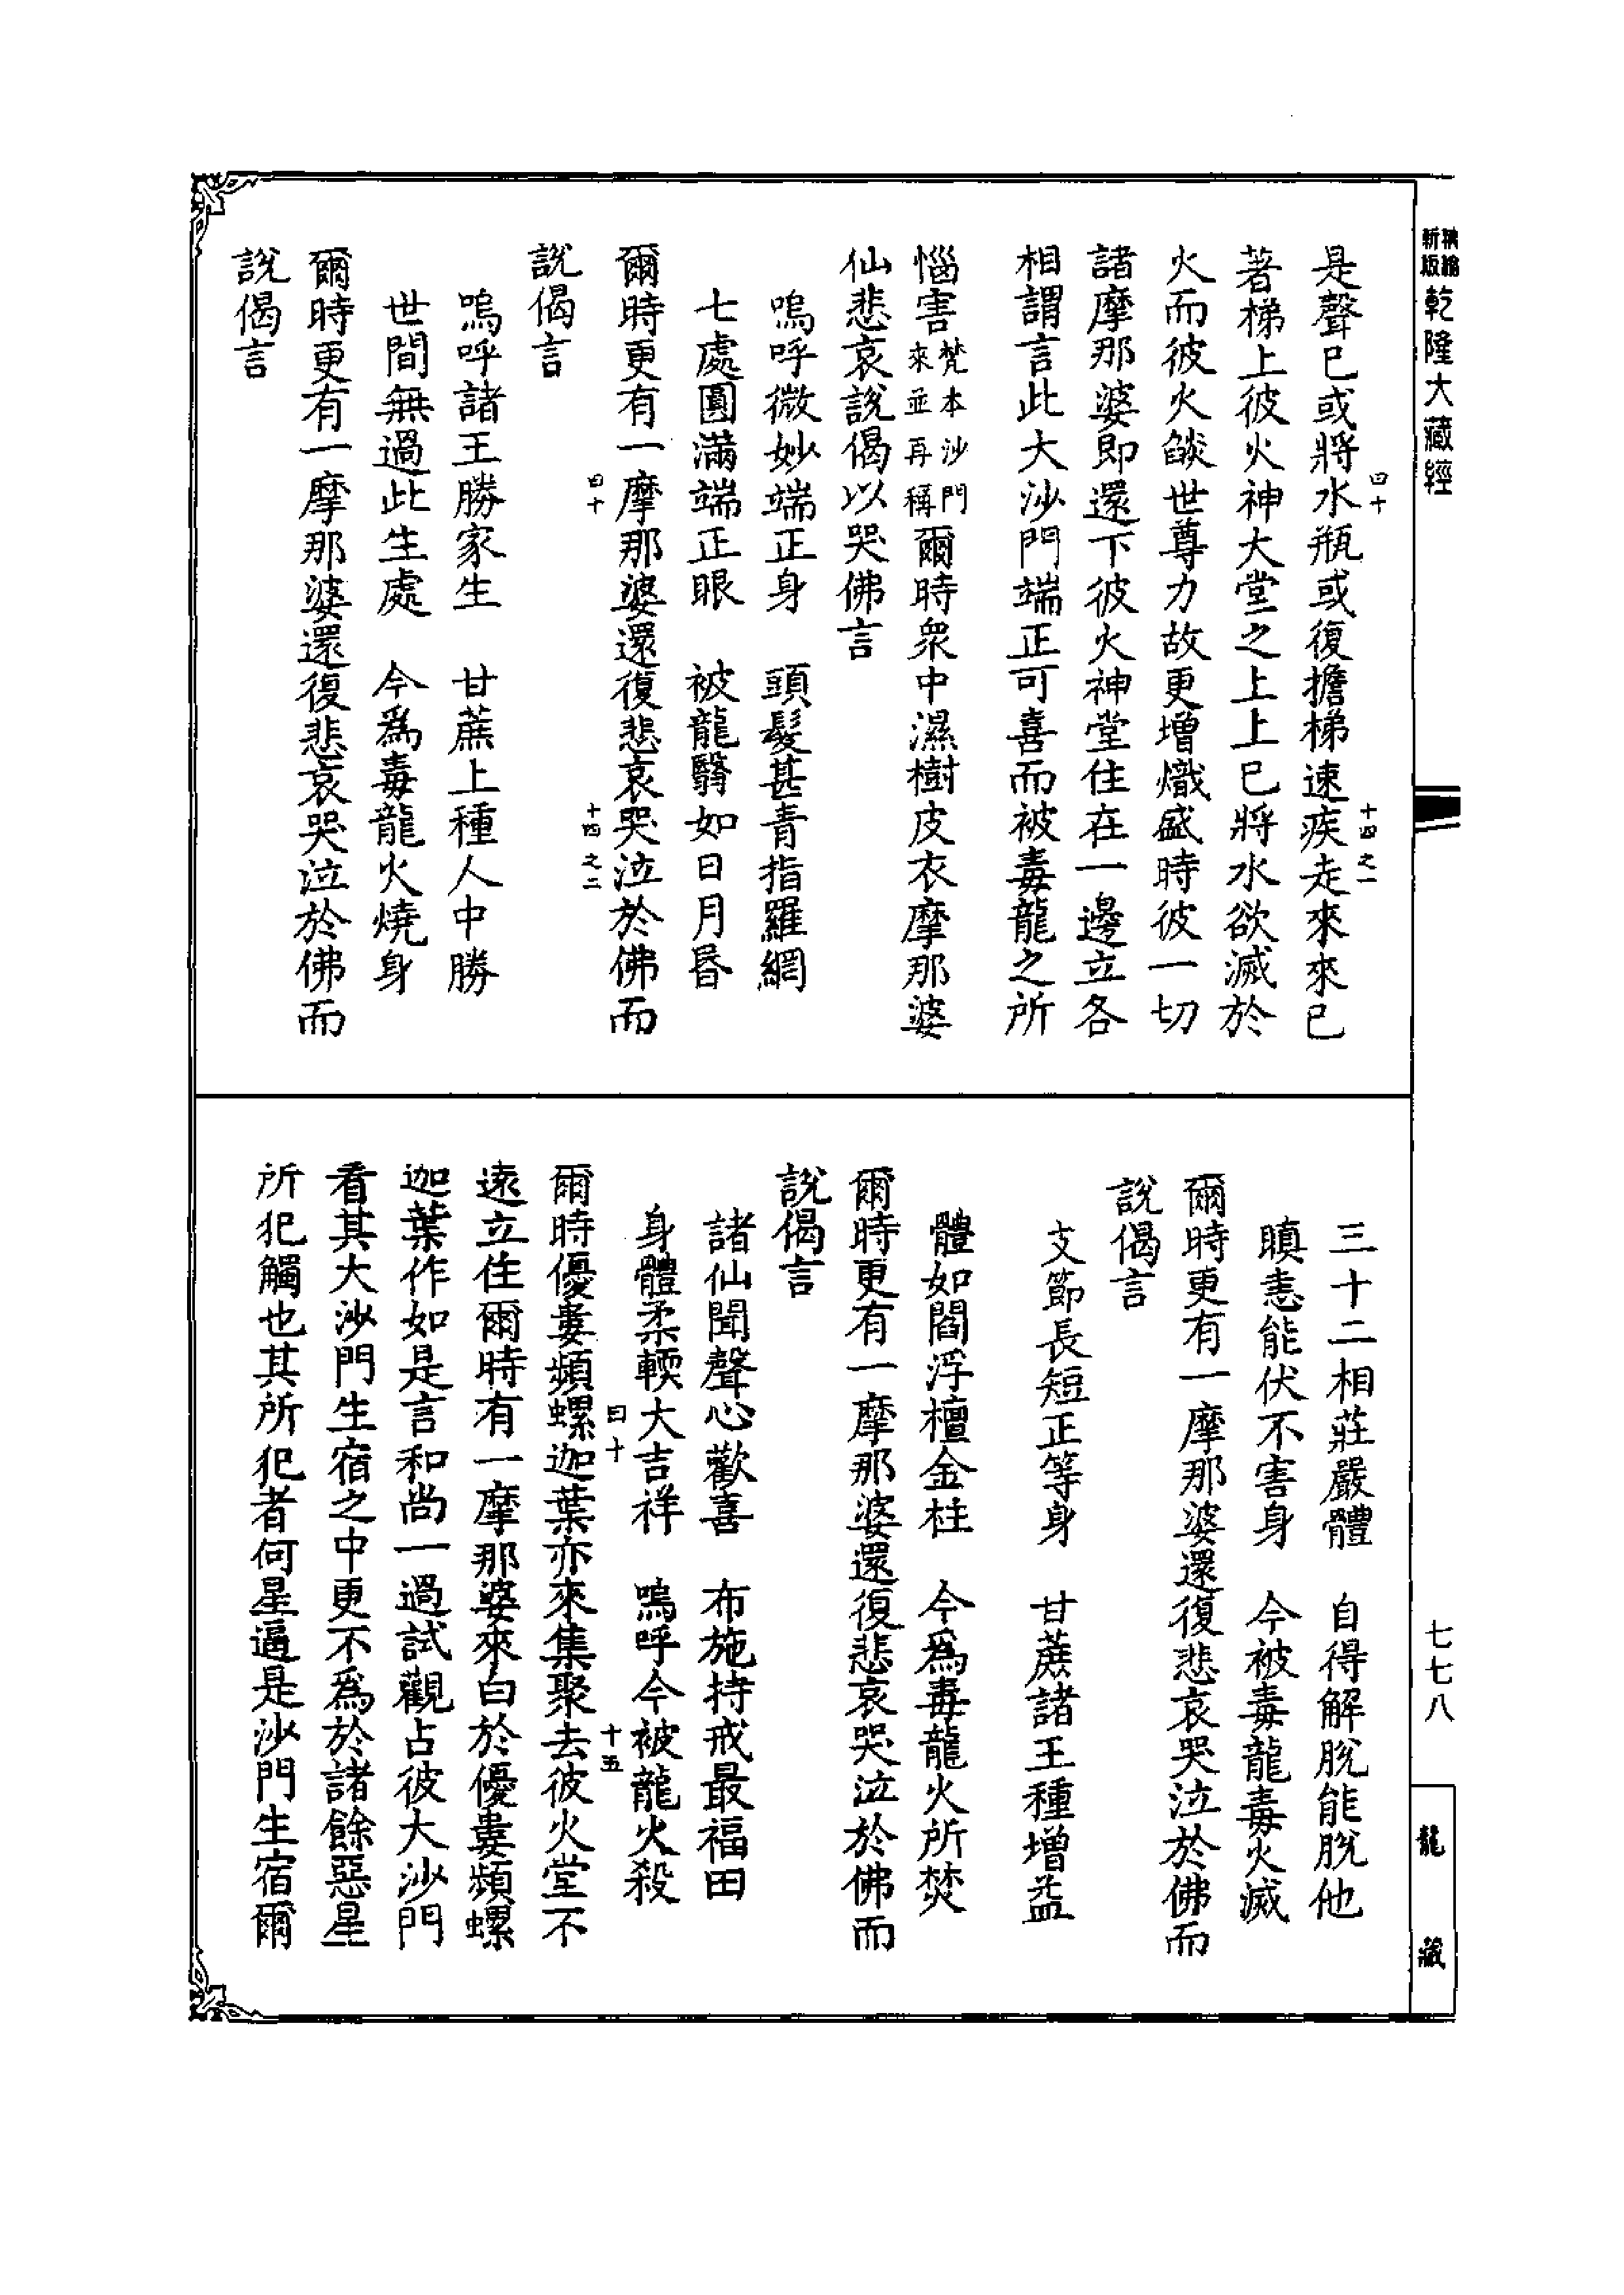 乾隆大藏經
是聲已或將水瓶或復擔梯速疾走來來已
著梯上彼火神大堂之上上已將水欲滅於
火而彼火燄世尊力故更增熾盛時彼一切
諸摩那婆即還下彼火神堂住在一邊立各
相謂言此大沙門端正可喜而被毒龍之所
惱害梵本沙門來並再稱爾時眾中濕樹皮衣摩那婆
仙悲哀說偈以哭佛言
嗚呼微妙端正身　頭髮甚青指羅網
七處圓滿端正眼　被龍翳如日月昏
爾時更有一摩那婆還復悲哀哭泣於佛而
說偈言
嗚呼諸王勝家生　甘蔗上種人中勝
世間無過此生處　今為毒龍火燒身
爾時更有一摩那婆還復悲哀哭泣於佛而
說偈言
四十
十四之一
四十
十四之二
三十二相莊嚴體　自得解脫能脫他
瞋恚能伏不害身　今被毒龍毒火滅
爾時更有一摩那婆還復悲哀哭泣於佛而
說偈言
支節長短正等身　甘蔗諸王種增益
體如閻浮檀金柱　今為毒龍火所焚
爾時更有一摩那婆還復悲哀哭泣於佛而
說偈言
諸仙聞聲心歡喜　布施持戒最福田
身體柔輭大吉祥　嗚呼今被龍火殺
爾時優婁頻螺迦葉亦來集聚去彼火堂不
遠立住爾時有一摩那婆來白於優婁頻螺
迦葉作如是言和尚一過試觀占彼大沙門
看其大沙門生宿之中更不為於諸餘惡星
所犯觸也其所犯者何星逼是沙門生宿爾
十五
七七八
龍藏